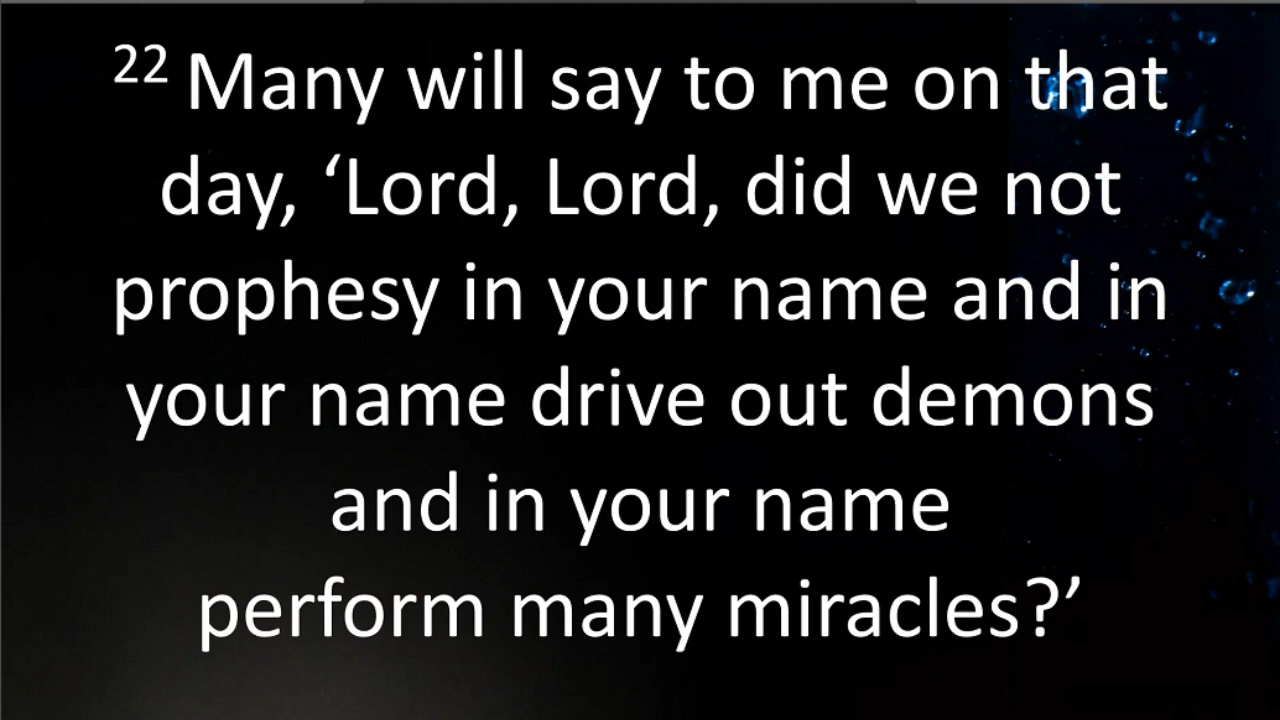 22 Many will say to me on that
day, ‘Lord, Lord, did we not
prophesy in your name and in
your name drive out demons
and in your name
perform many miracles?’